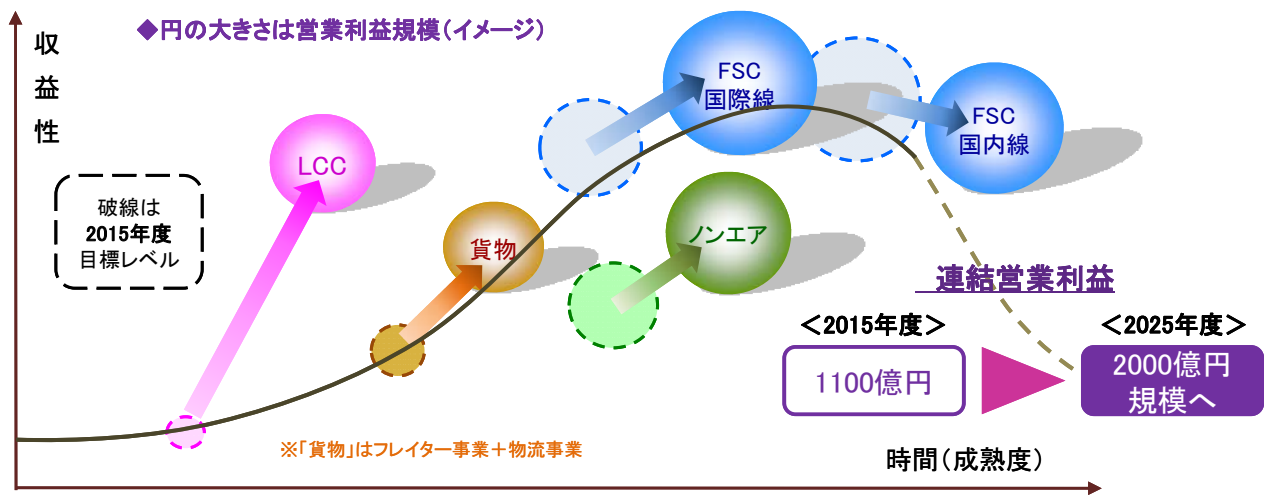 ◆円の大きさは営業利益規模(イメージ)
収益性
FSC
国際線
FSC
国内線
LCC
破線は
2015年度
目標レベル
貨物
ノンエア
連結営業利益
<2015年度>
<2025年度>
1100億円
2000億円
規模へ
※「貨物」はフレイター事業+物流事業
時間(成熟度)